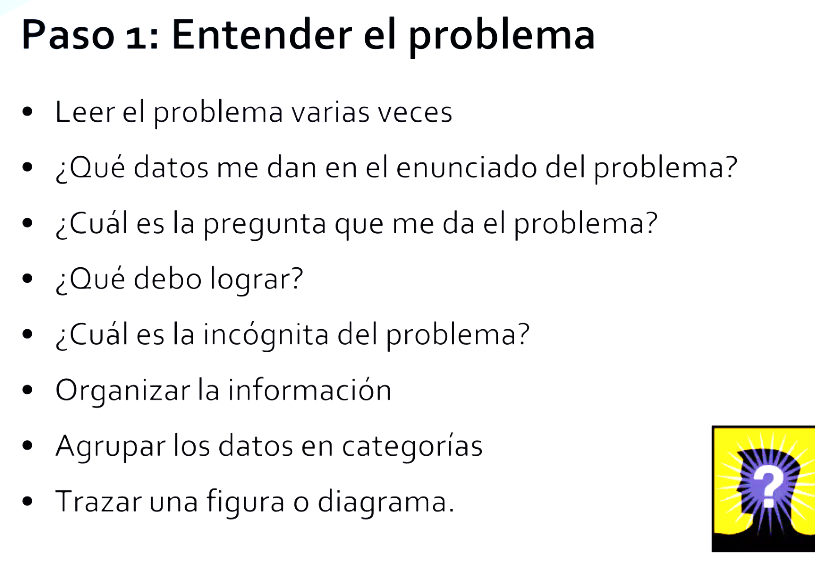 Paso 1: Entender el problema
• Leer el problema varias veces
• ¿Qué datos me dan en el enunciado del problema?
• ¿Cuál es la pregunta que me da el problema?
• ¿Qué debo lograr?
• ¿Cuál es la incógnita del problema?
• Organizar la información
• Agrupar los datos en categorías
• Trazar una figura o diagrama.
?